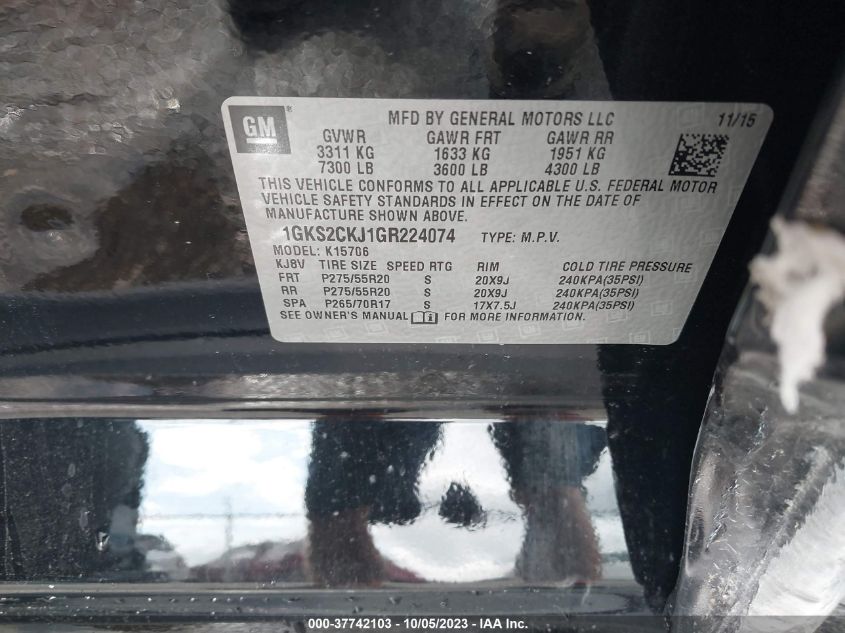 GM ®
MFD BY GENERAL MOTORS LLC 11/15
GVWR GAWR FRT GAWR RR
3311 KG 1633 KG 1951 KG
7300 LB 3600 LB 4300 LB
THIS VEHICLE CONFORMS TO ALL APPLICABLE U.S. FEDERAL MOTOR
VEHICLE SAFETY STANDARDS IN EFFECT ON THE DATE OF
MANUFACTURE SHOWN ABOVE.
1GKS2CKJ1GR224074 TYPE: M.P.V.
MODEL: K15706
KJ8V TIRE SIZE SPEED RTG RIM COLD TIRE PRESSURE
FRT P275/55R20 S 20X9J 240KPA(35PSI)
RR P275/55R20 S 20X9J 240KPA(35PSI)
SPA P265/70R17 S 17X7.5J 240KPA(35PSI)
SEE OWNER'S MANUAL FOR MORE INFORMATION.
000-37742103 - 10/05/2023 - IAA Inc.